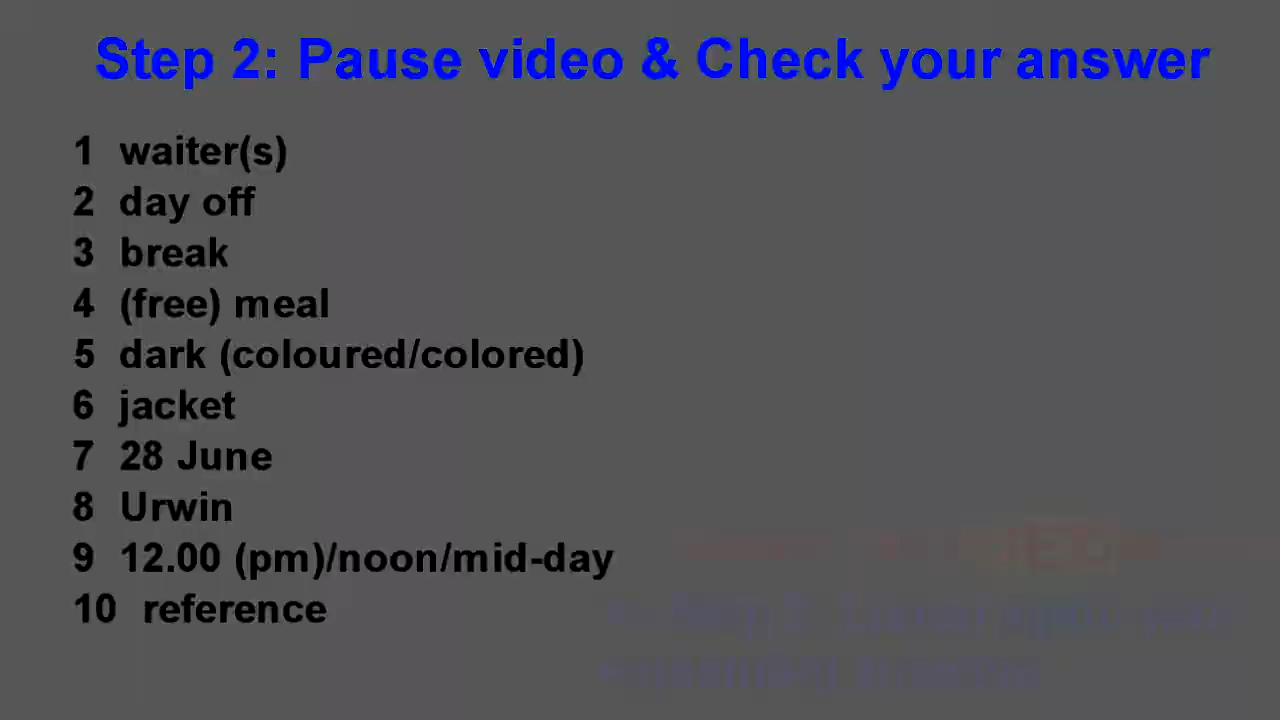 Step 2: Pause video & Check your answer
1 waiter(s)
2 day off
3 break
4 (free) meal
5 dark (coloured/colored)
6 jacket
7 28 June
8 Urwin
9 12.00 (pm)/noon/mid-day
10 reference